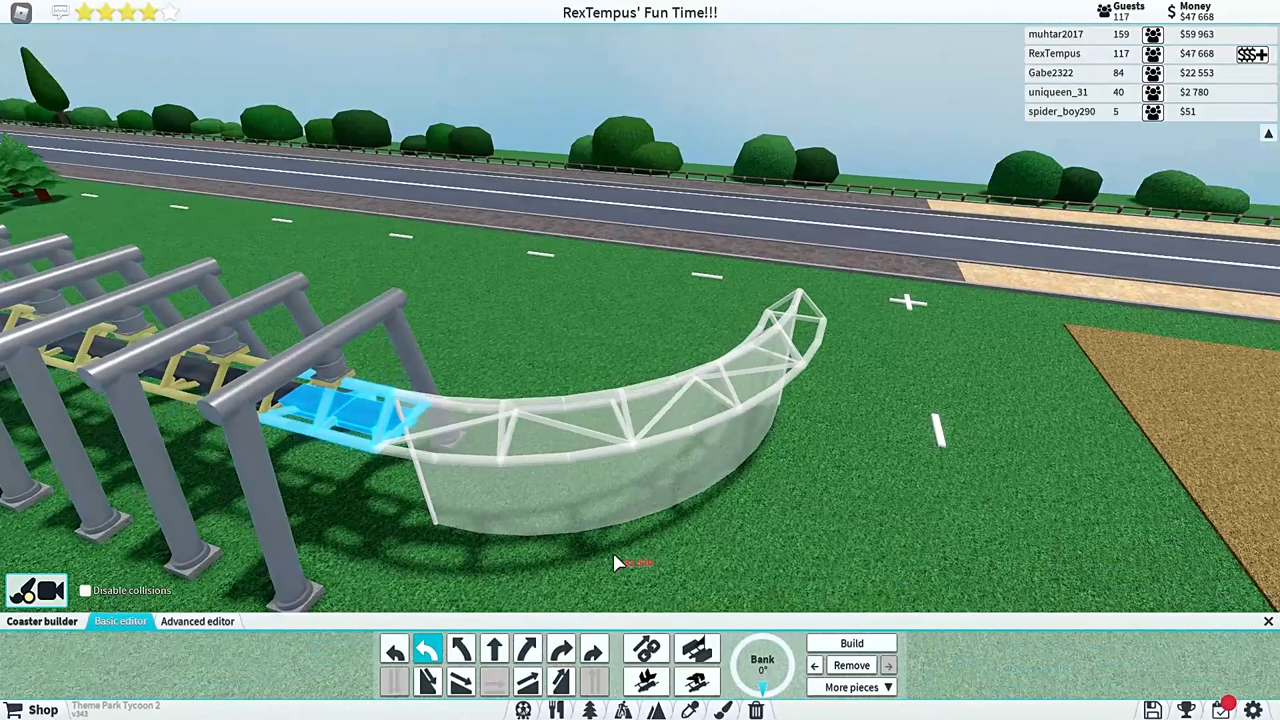 RexTempus' Fun Time!!!
Guests
117
Money
$47 668
muhtar2017 159 $59 963
RexTempus 117 $47 668 $$$+
Gabe2322 84 $22 553
uniqueen_31 40 $2 780
spider_boy290 5 $51
Disable collisions
Coaster builder Basic editor Advanced editor
Bank
0°
Build
Remove
More pieces
Shop
Theme Park Tycoon 2
v343